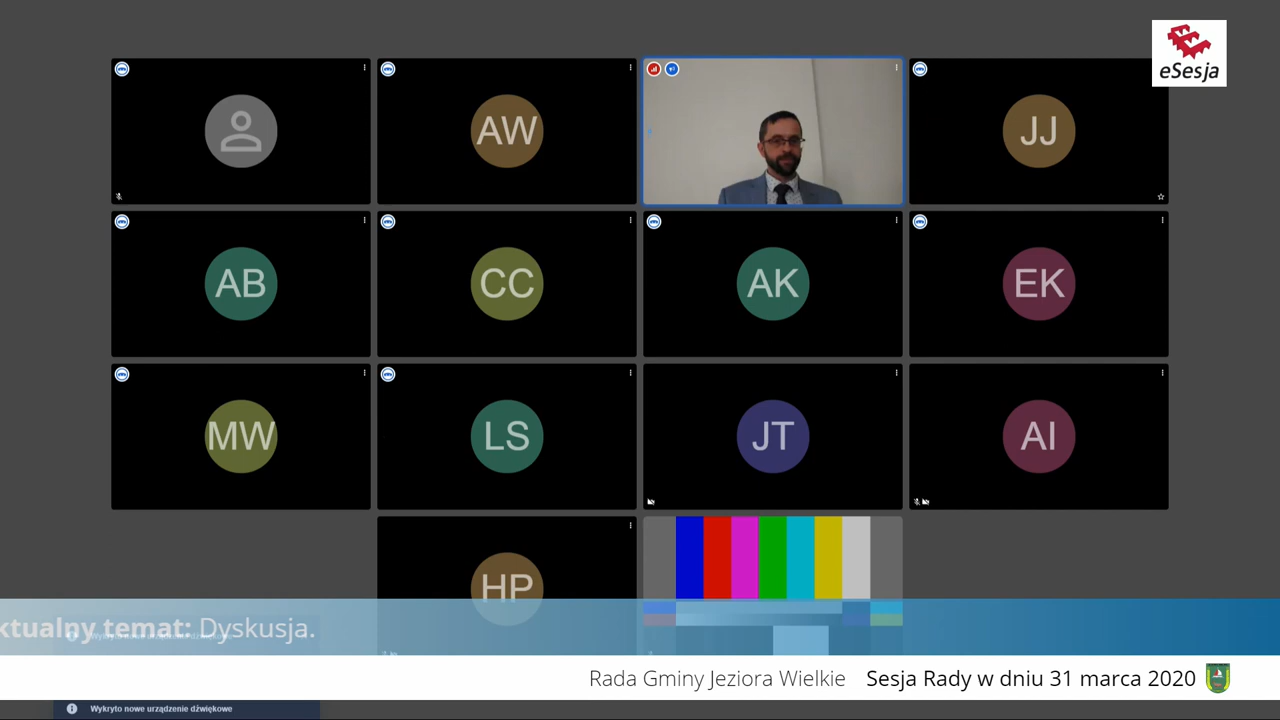 eSesja
AW
JJ
AB
CC
AK
EK
MW
LS
JT
AI
HP
ktualny temat: Dyskusja.
Rada Gminy Jeziora Wielkie Sesja Rady w dniu 31 marca 2020
Wykryto nowe urządzenie dźwiękowe